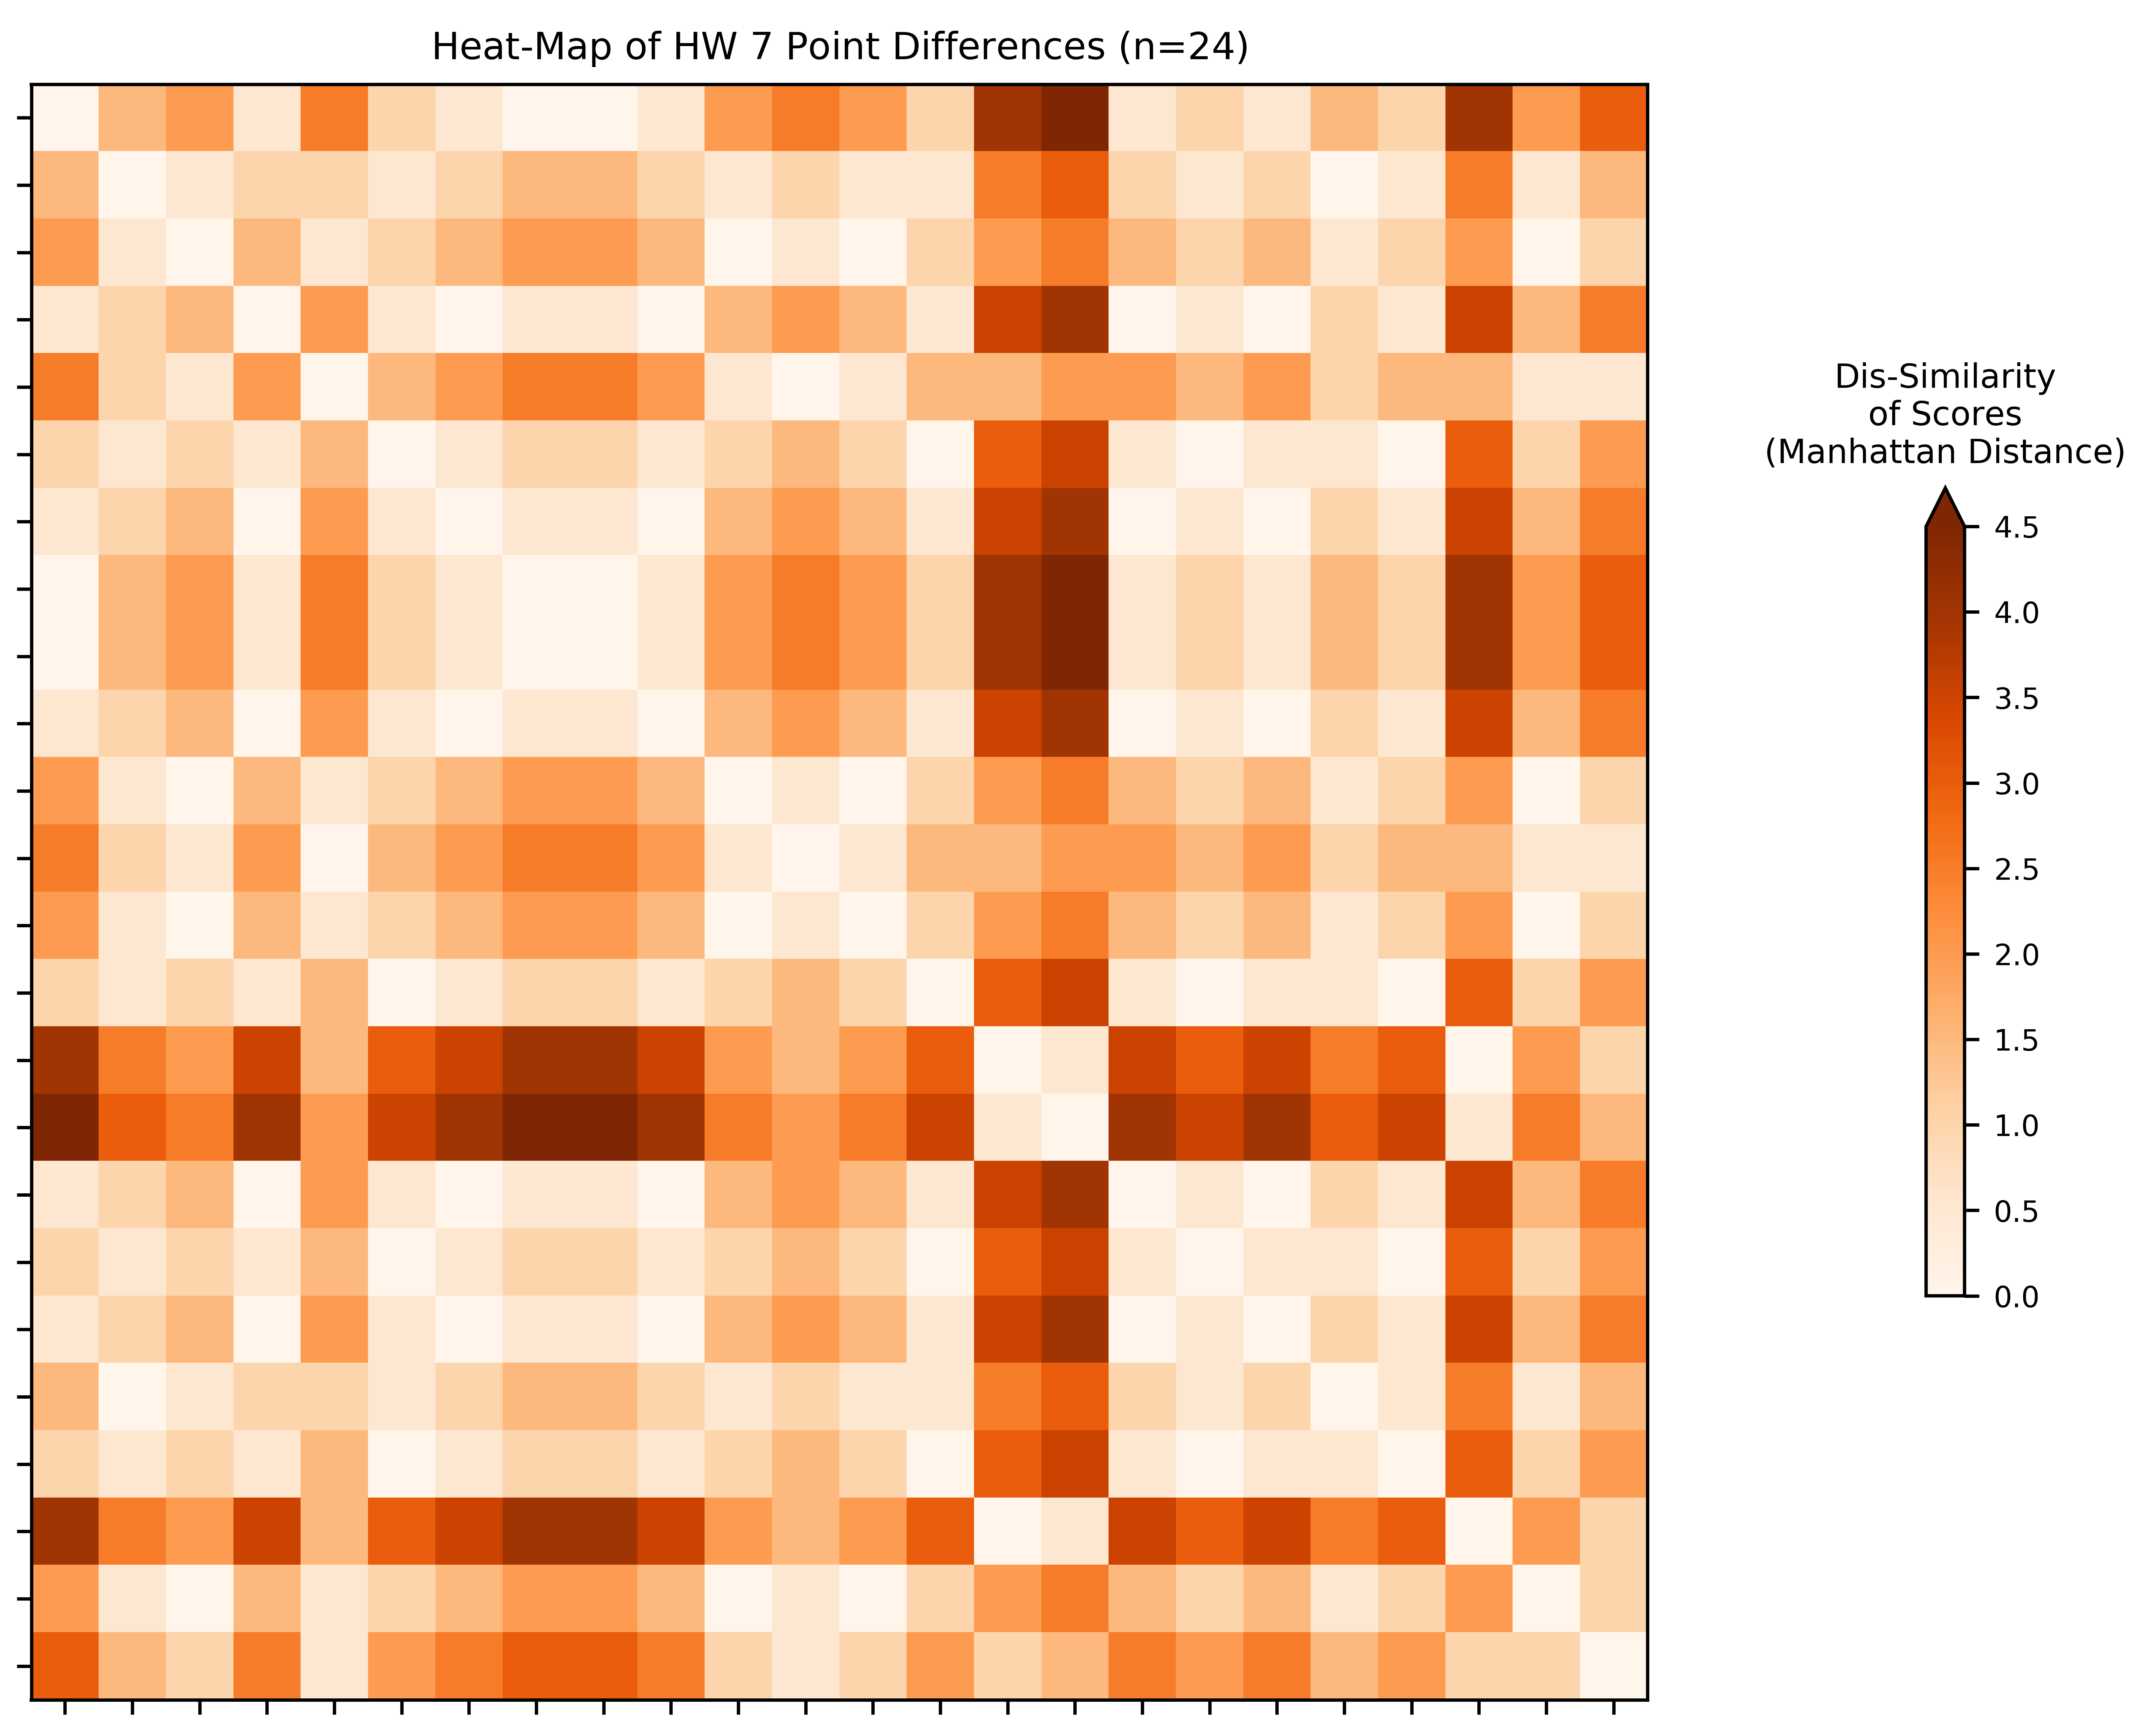 Heat-Map of HW 7 Point Differences (n=24)
Dis-Similarity
of Scores
(Manhattan Distance)
4.5
4.0
3.5
3.0
2.5
2.0
1.5
1.0
0.5
0.0